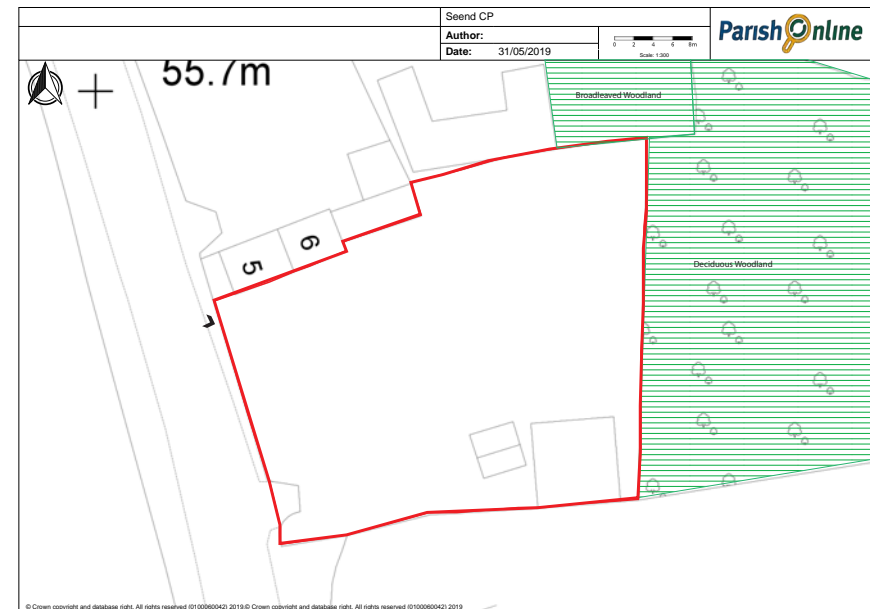 Seend CP
Author:
Date: 31/05/2019
0 2 4 6 8m
Scale: 1:300
Parish Online
55.7m
Broadleaved Woodland
6
5
Deciduous Woodland
© Crown copyright and database right. All rights reserved (0100060042) 2019.© Crown copyright and database right. All rights reserved (0100060042) 2019